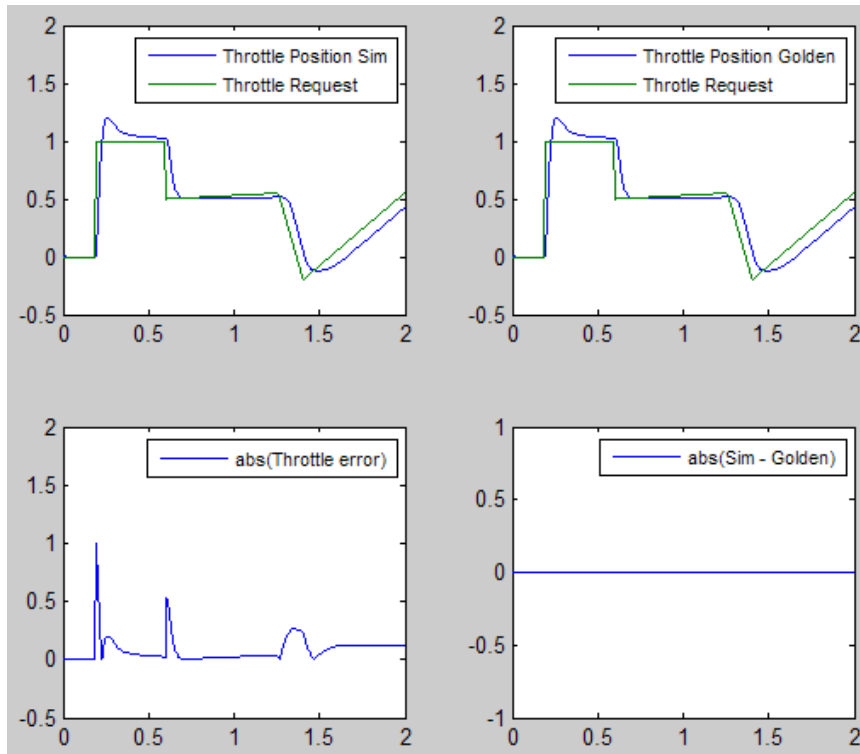 2
1.5
1
0.5
0
-0.5
0 0.5 1 1.5 2
Throttle Position Sim
Throttle Request
2
1.5
1
0.5
0
-0.5
0 0.5 1 1.5 2
Throttle Position Golden
Throtle Request
2
1.5
1
0.5
0
-0.5
0 0.5 1 1.5 2
abs(Throttle error)
1
0.5
0
-0.5
-1
0 0.5 1 1.5 2
abs(Sim - Golden)